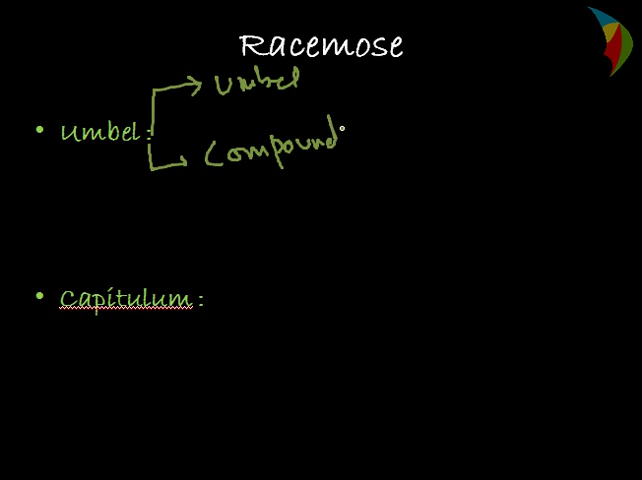 Racemose
Umbel
• Umbel :
Compound
• Capitulum :